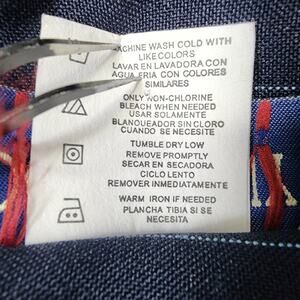 MACHINE WASH COLD WITH
LIKE COLORS
LAVAR EN LAVADORA CON
AGUA FRIA CON COLORES
SIMILARES
ONLY NON-CHLORINE
BLEACH WHEN NEEDED
USAR SOLAMENTE
BLANQUEADOR SIN CLORO
CUANDO SE NECESITE
TUMBLE DRY LOW
REMOVE PROMPTLY
SECAR EN SECADORA
CICLO LENTO
REMOVER INMEDIATAMENTE
WARM IRON IF NEEDED
PLANCHA TIBIA SI SE
NECESITA